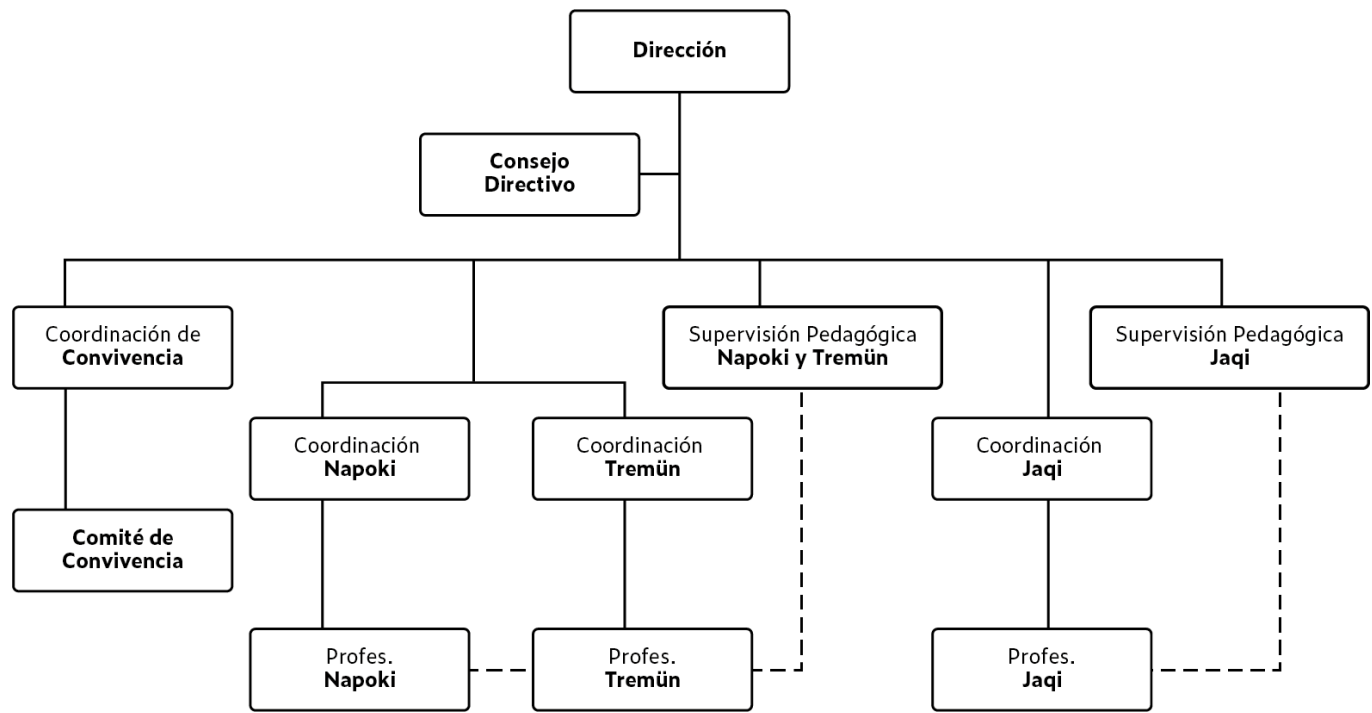 Dirección
Consejo
Directivo
Coordinación de
Convivencia
Supervisión Pedagógica
Napoki y Tremün
Supervisión Pedagógica
Jaqi
Coordinación
Napoki
Coordinación
Tremün
Coordinación
Jaqi
Comité de
Convivencia
Profes.
Napoki
Profes.
Tremün
Profes.
Jaqi